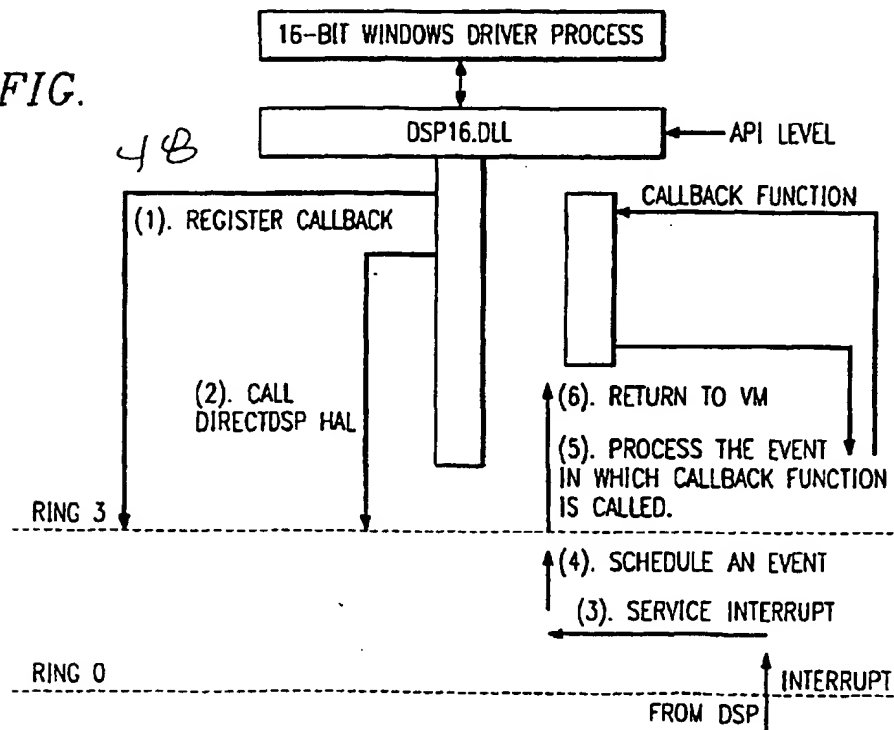 16-BIT WINDOWS DRIVER PROCESS
FIG.
48
DSP16.DLL
API LEVEL
CALLBACK FUNCTION
(1). REGISTER CALLBACK
(2). CALL
DIRECTDSP HAL
(6). RETURN TO VM
(5). PROCESS THE EVENT
IN WHICH CALLBACK FUNCTION
IS CALLED.
RING 3
(4). SCHEDULE AN EVENT
(3). SERVICE INTERRUPT
RING 0
INTERRUPT
FROM DSP